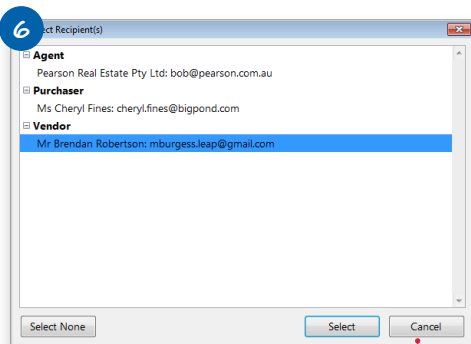 6
ect Recipient(s)
Agent
Pearson Real Estate Pty Ltd: bob@pearson.com.au
Purchaser
Ms Cheryl Fines: cheryl.fines@bigpond.com
Vendor
Mr Brendan Robertson: mburgess.leap@gmail.com
Select None Select Cancel